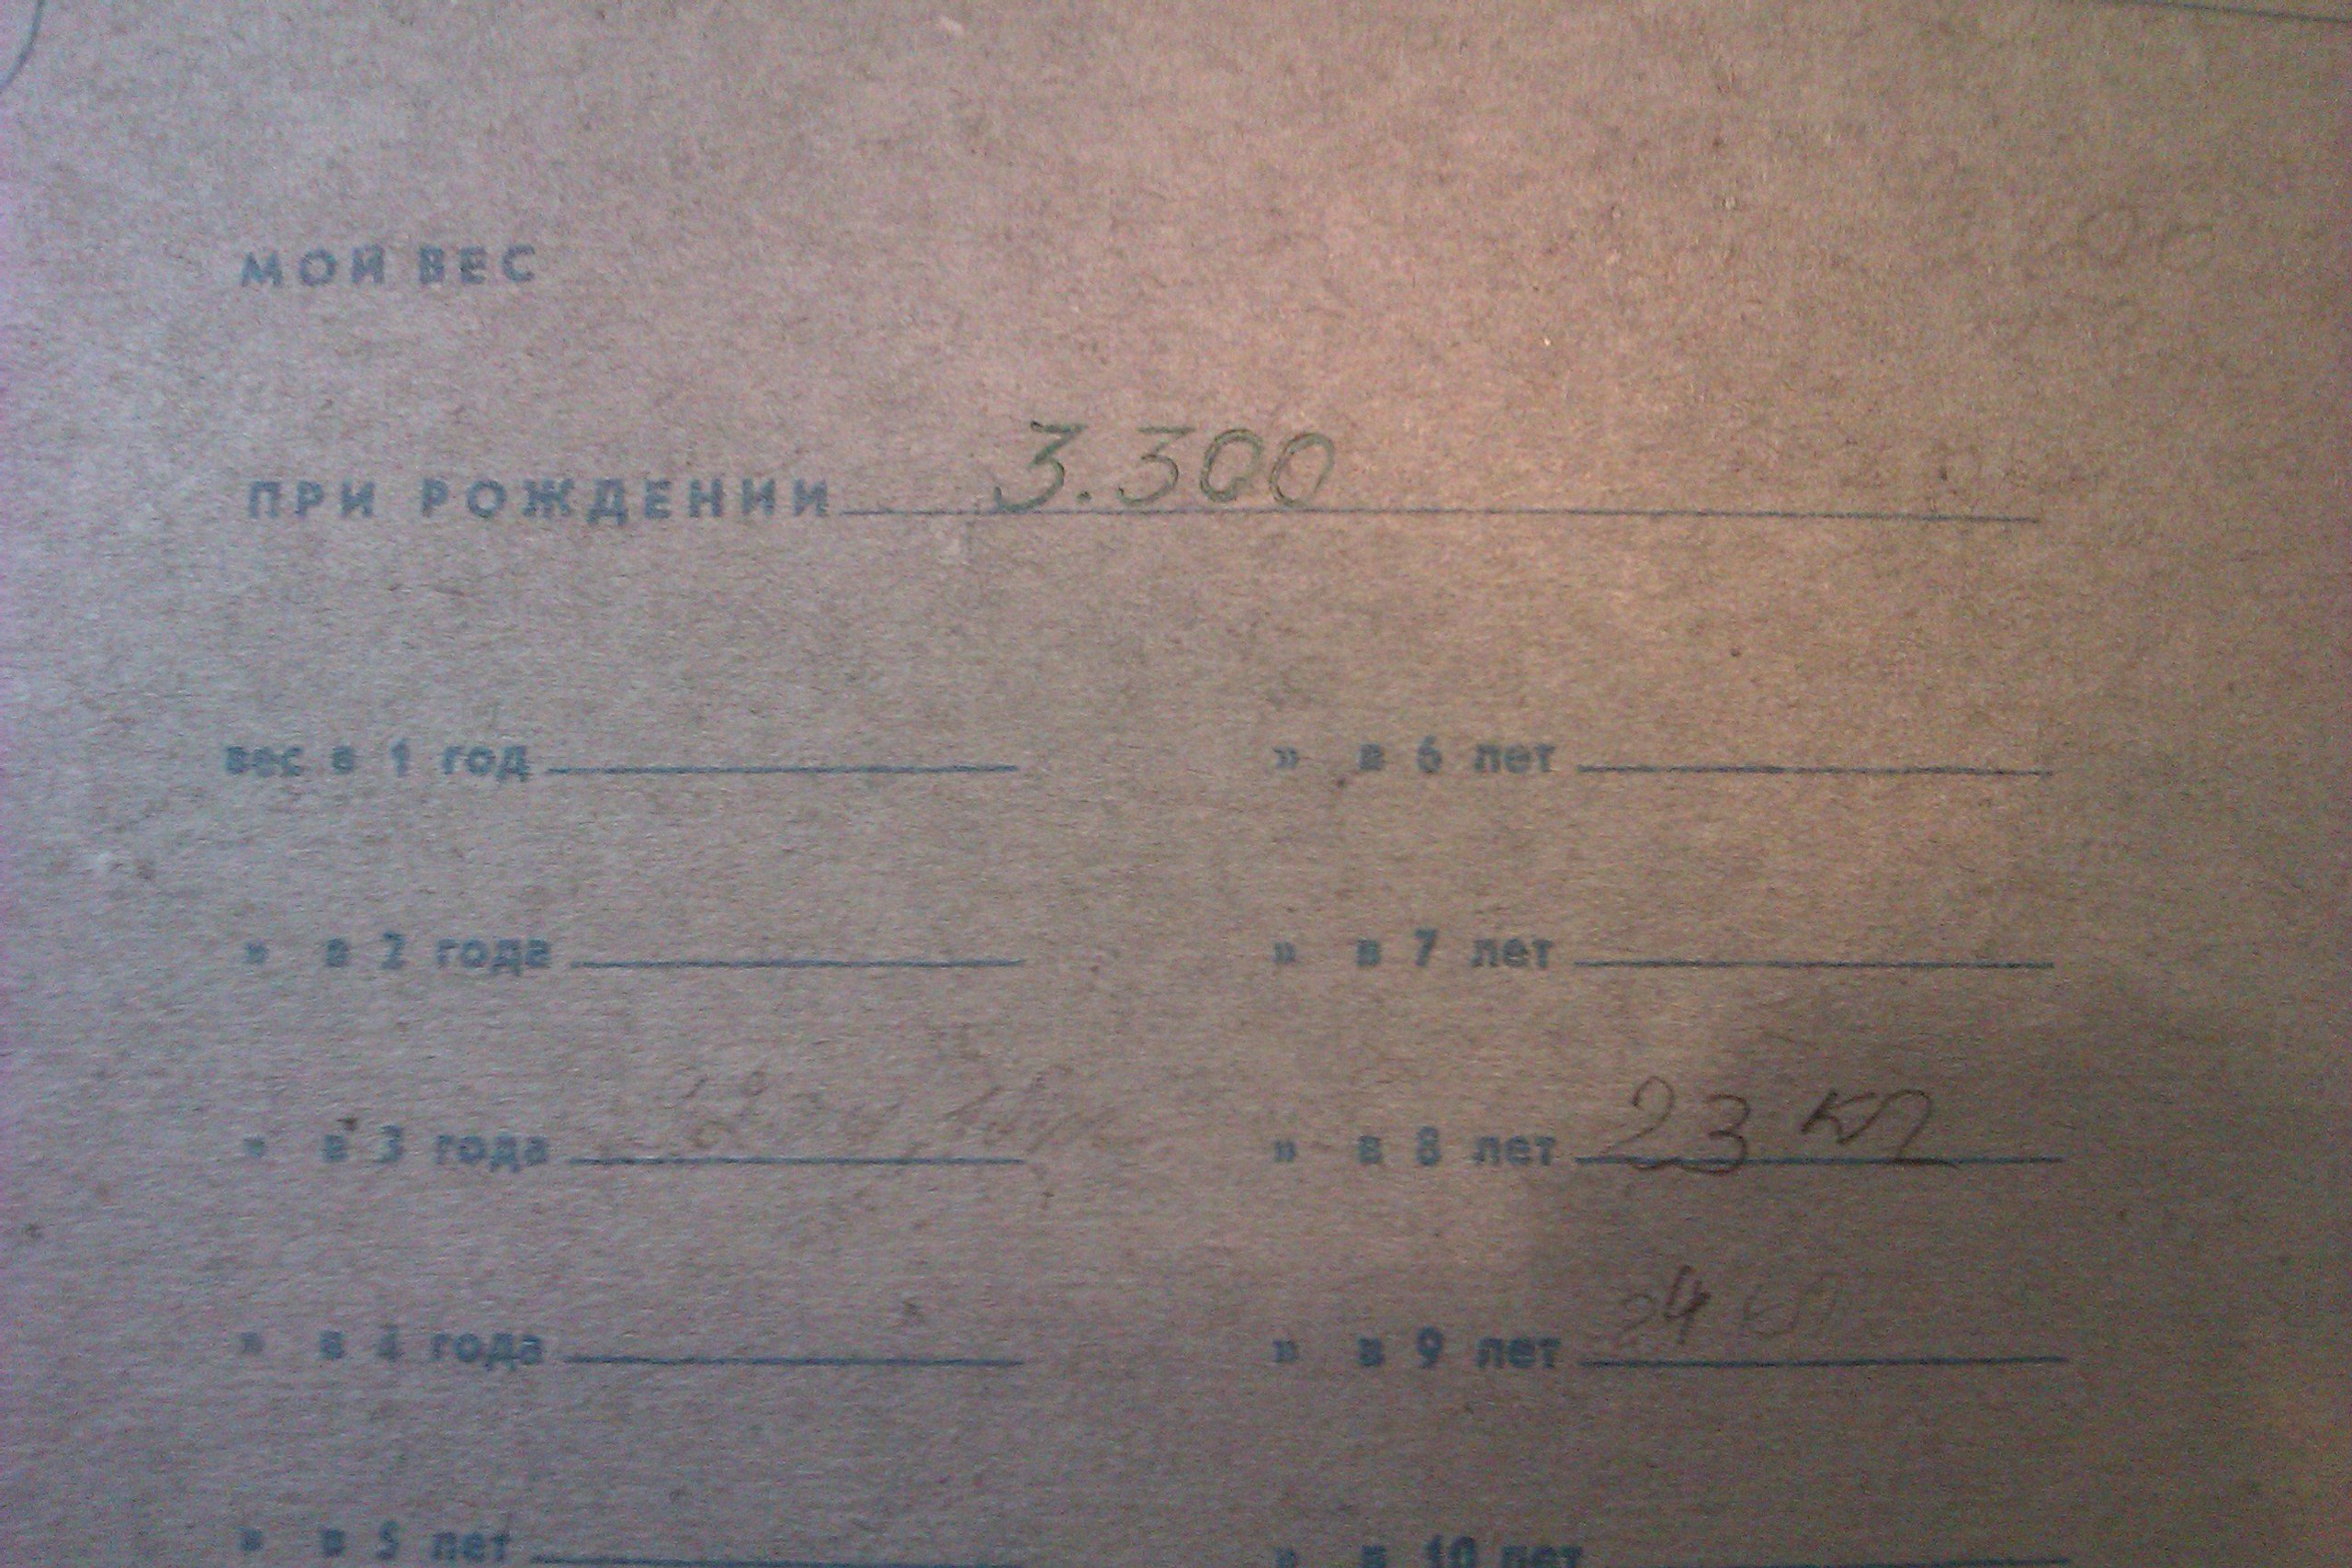 МОЙ ВЕС
ПРИ РОЖДЕНИИ 3.300
вес в 1 год
» в 2 года
» в 3 года
» в 4 года
» в 5 лет
» в 6 лет
» в 7 лет
» в 8 лет 23 кг
» в 9 лет 24 кг
» в 10 лет